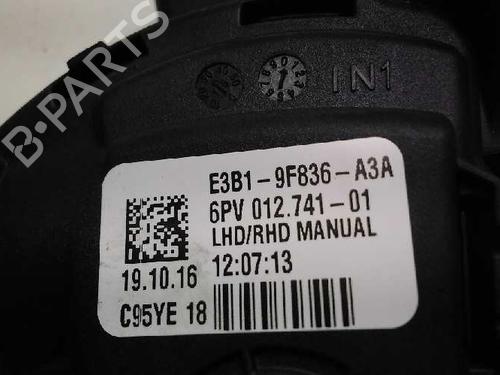 B-PARTS
IN1
E3B1-9F836-A3A
6PV 012.741-01
LHD/RHD MANUAL
19.10.16 12:07:13
C95YE 18